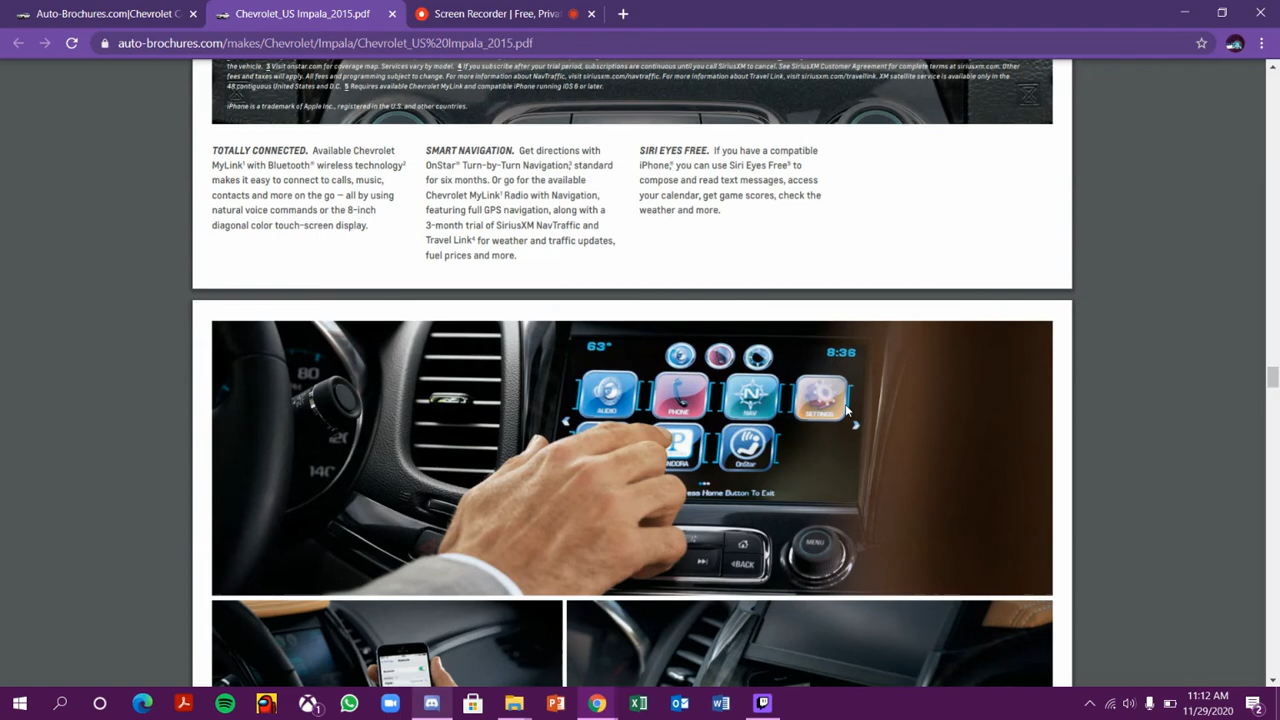 Auto-Brochures.com|Chevrolet C
Chevrolet_US Impala_2015.pdf
Screen Recorder | Free, Priva
auto-brochures.com/makes/Chevrolet/Impala/Chevrolet_US%20Impala_2015.pdf
the vehicle. 3 Visit onstar.com for coverage map. Services vary by model. 4 If you subscribe after your trial period, subscriptions are continuous until you call SiriusXM to cancel. See SiriusXM Customer Agreement for complete terms at siriusxm.com. Other
fees and taxes will apply. All fees and programming subject to change. For more information about NavTraffic, visit siriusxm.com/navtraffic. For more information about Travel Link, visit siriusxm.com/travellink. XM satellite service is available only in the
48 contiguous United States and D.C. 5 Requires available Chevrolet MyLink and compatible iPhone running iOS 6 or later.
iPhone is a trademark of Apple Inc., registered in the U.S. and other countries.
TOTALLY CONNECTED. Available Chevrolet
MyLink¹ with Bluetooth® wireless technology²
makes it easy to connect to calls, music,
contacts and more on the go — all by using
natural voice commands or the 8-inch
diagonal color touch-screen display.
SMART NAVIGATION. Get directions with
OnStar® Turn-by-Turn Navigation,³ standard
for six months. Or go for the available
Chevrolet MyLink¹ Radio with Navigation,
featuring full GPS navigation, along with a
3-month trial of SiriusXM NavTraffic and
Travel Link⁴ for weather and traffic updates,
fuel prices and more.
SIRI EYES FREE. If you have a compatible
iPhone, you can use Siri Eyes Free⁵ to
compose and read text messages, access
your calendar, get game scores, check the
weather and more.
80
120
140
63°
8:36
AUDIO
PHONE
NAV
SETTINGS
P
NDORA
OnStar
ess Home Button To Exit
MENU
BACK
11:12 AM
11/29/2020
1
2